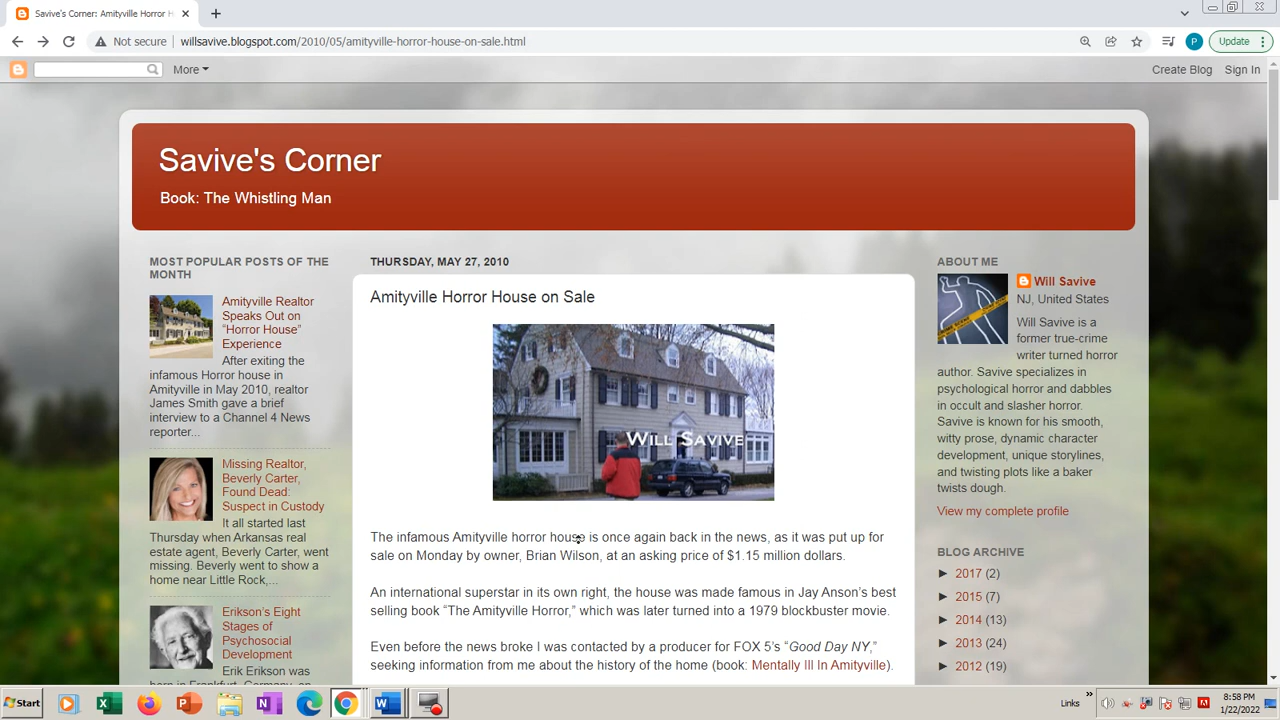 Savive's Corner: Amityville Horror H
Not secure
willsavive.blogspot.com/2010/05/amityville-horror-house-on-sale.html
Update
More
Create Blog
Sign In
Savive's Corner
Book: The Whistling Man
MOST POPULAR POSTS OF THE
MONTH
Amityville Realtor
Speaks Out on
“Horror House”
Experience
After exiting the
infamous Horror house in
Amityville in May 2010, realtor
James Smith gave a brief
interview to a Channel 4 News
reporter...
Missing Realtor,
Beverly Carter,
Found Dead:
Suspect in Custody
It all started last
Thursday when Arkansas real
estate agent, Beverly Carter, went
missing. Beverly went to show a
home near Little Rock,...
Erikson's Eight
Stages of
Psychosocial
Development
Erik Erikson was
born in Frankfurt, Germany, on
THURSDAY, MAY 27, 2010
Amityville Horror House on Sale
WILL SAVIVE
The infamous Amityville horror house is once again back in the news, as it was put up for
sale on Monday by owner, Brian Wilson, at an asking price of $1.15 million dollars.
An international superstar in its own right, the house was made famous in Jay Anson’s best
selling book “The Amityville Horror,” which was later turned into a 1979 blockbuster movie.
Even before the news broke I was contacted by a producer for FOX 5’s “Good Day NY,”
seeking information from me about the history of the home (book: Mentally Ill In Amityville).
ABOUT ME
Will Savive
NJ, United States
Will Savive is a
former true-crime
writer turned horror
author. Savive specializes in
psychological horror and dabbles
in occult and slasher horror.
Savive is known for his smooth,
witty prose, dynamic character
development, unique storylines,
and twisting plots like a baker
twists dough.
View my complete profile
BLOG ARCHIVE
► 2017 (2)
► 2015 (7)
► 2014 (13)
► 2013 (24)
► 2012 (19)
Start
Links
8:58 PM
1/22/2022